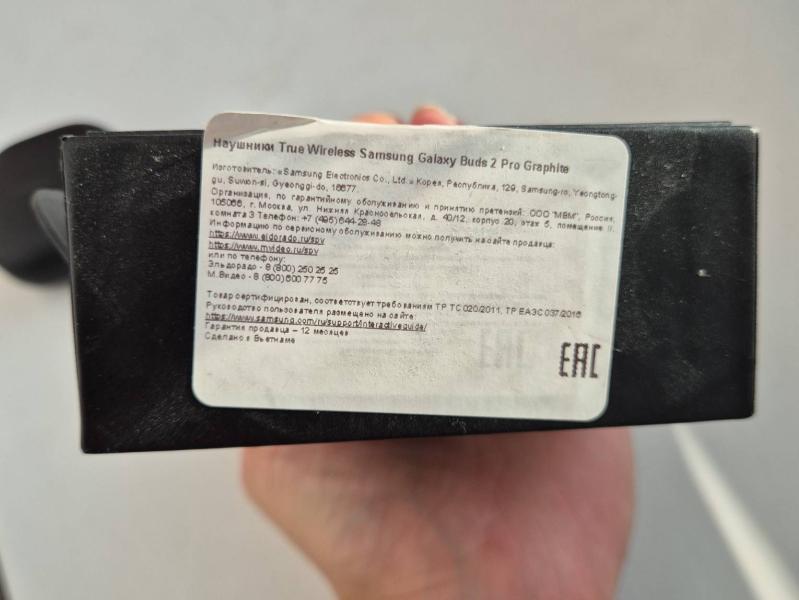 Наушники True Wireless Samsung Galaxy Buds 2 Pro Graphite
Изготовитель: «Samsung Electronics Co., Ltd.» Корея, Республика, 129, Samsung-ro, Yeongtong-
gu, Suwon-si, Gyeonggi-do, 16677.
Организация, по гарантийному обслуживанию и принятию претензий: ООО "МВМ", Россия,
105066, г. Москва, ул. Нижняя Красносельская, д. 40/12, корпус 20, этаж 5, помещение II,
комната 3 Телефон: +7 (495) 644-28-48
Информацию по сервисному обслуживанию можно получить на сайте продавца:
https://www.eldorado.ru/spv
https://www.mvideo.ru/spv
или по телефону:
Эльдорадо - 8 (800) 250 25 25
М.Видео - 8 (800) 600 77 75
Товар сертифицирован, соответствует требованиям ТР ТС 020/2011, ТР ЕАЭС 037/2016
Руководство пользователя размещено на сайте:
https://www.samsung.com/ru/support/interactiveguide/
Гарантия продавца – 12 месяцев
Сделано в Вьетнаме
EAC